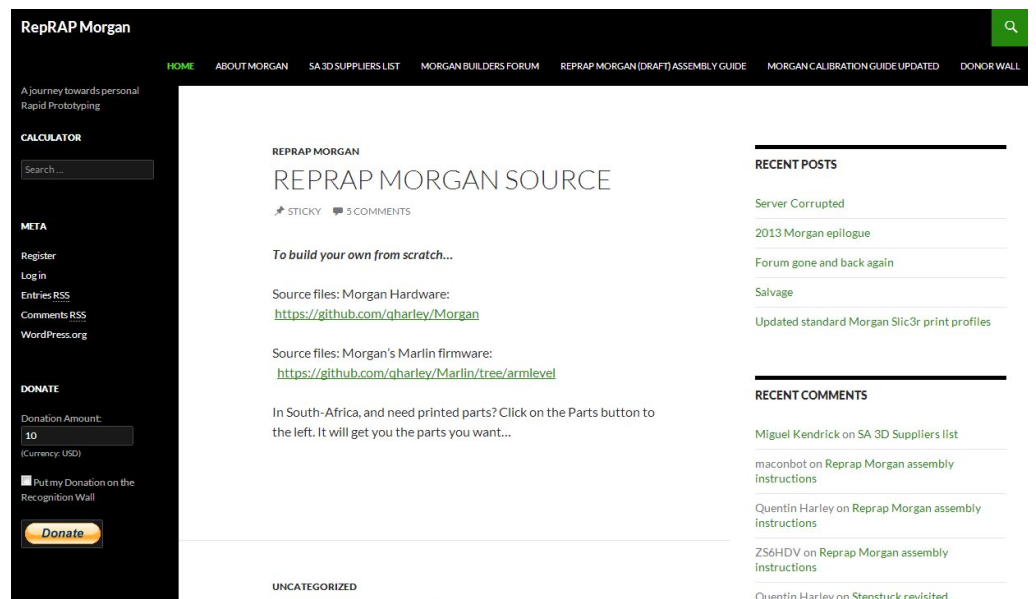 RepRAP Morgan
HOME ABOUT MORGAN SA 3D SUPPLIERS LIST MORGAN BUILDERS FORUM REPRAP MORGAN (DRAFT) ASSEMBLY GUIDE MORGAN CALIBRATION GUIDE UPDATED DONOR WALL
A journey towards personal
Rapid Prototyping
CALCULATOR
Search ...
META
Register
Log in
Entries RSS
Comments RSS
WordPress.org
DONATE
Donation Amount:
10
(Currency: USD)
Put my Donation on the
Recognition Wall
Donate
REPRAP MORGAN
REPRAP MORGAN SOURCE
STICKY 5 COMMENTS
To build your own from scratch...
Source files: Morgan Hardware:
https://github.com/qharley/Morgan
Source files: Morgan's Marlin firmware:
https://github.com/qharley/Marlin/tree/armlevel
In South-Africa, and need printed parts? Click on the Parts button to
the left. It will get you the parts you want...
UNCATEGORIZED
RECENT POSTS
Server Corrupted
2013 Morgan epilogue
Forum gone and back again
Salvage
Updated standard Morgan Slic3r print profiles
RECENT COMMENTS
Miguel Kendrick on SA 3D Suppliers list
maconbot on Reprap Morgan assembly
instructions
Quentin Harley on Reprap Morgan assembly
instructions
ZS6HDV on Reprap Morgan assembly
instructions
Quentin Harley on Stepstuck revisited